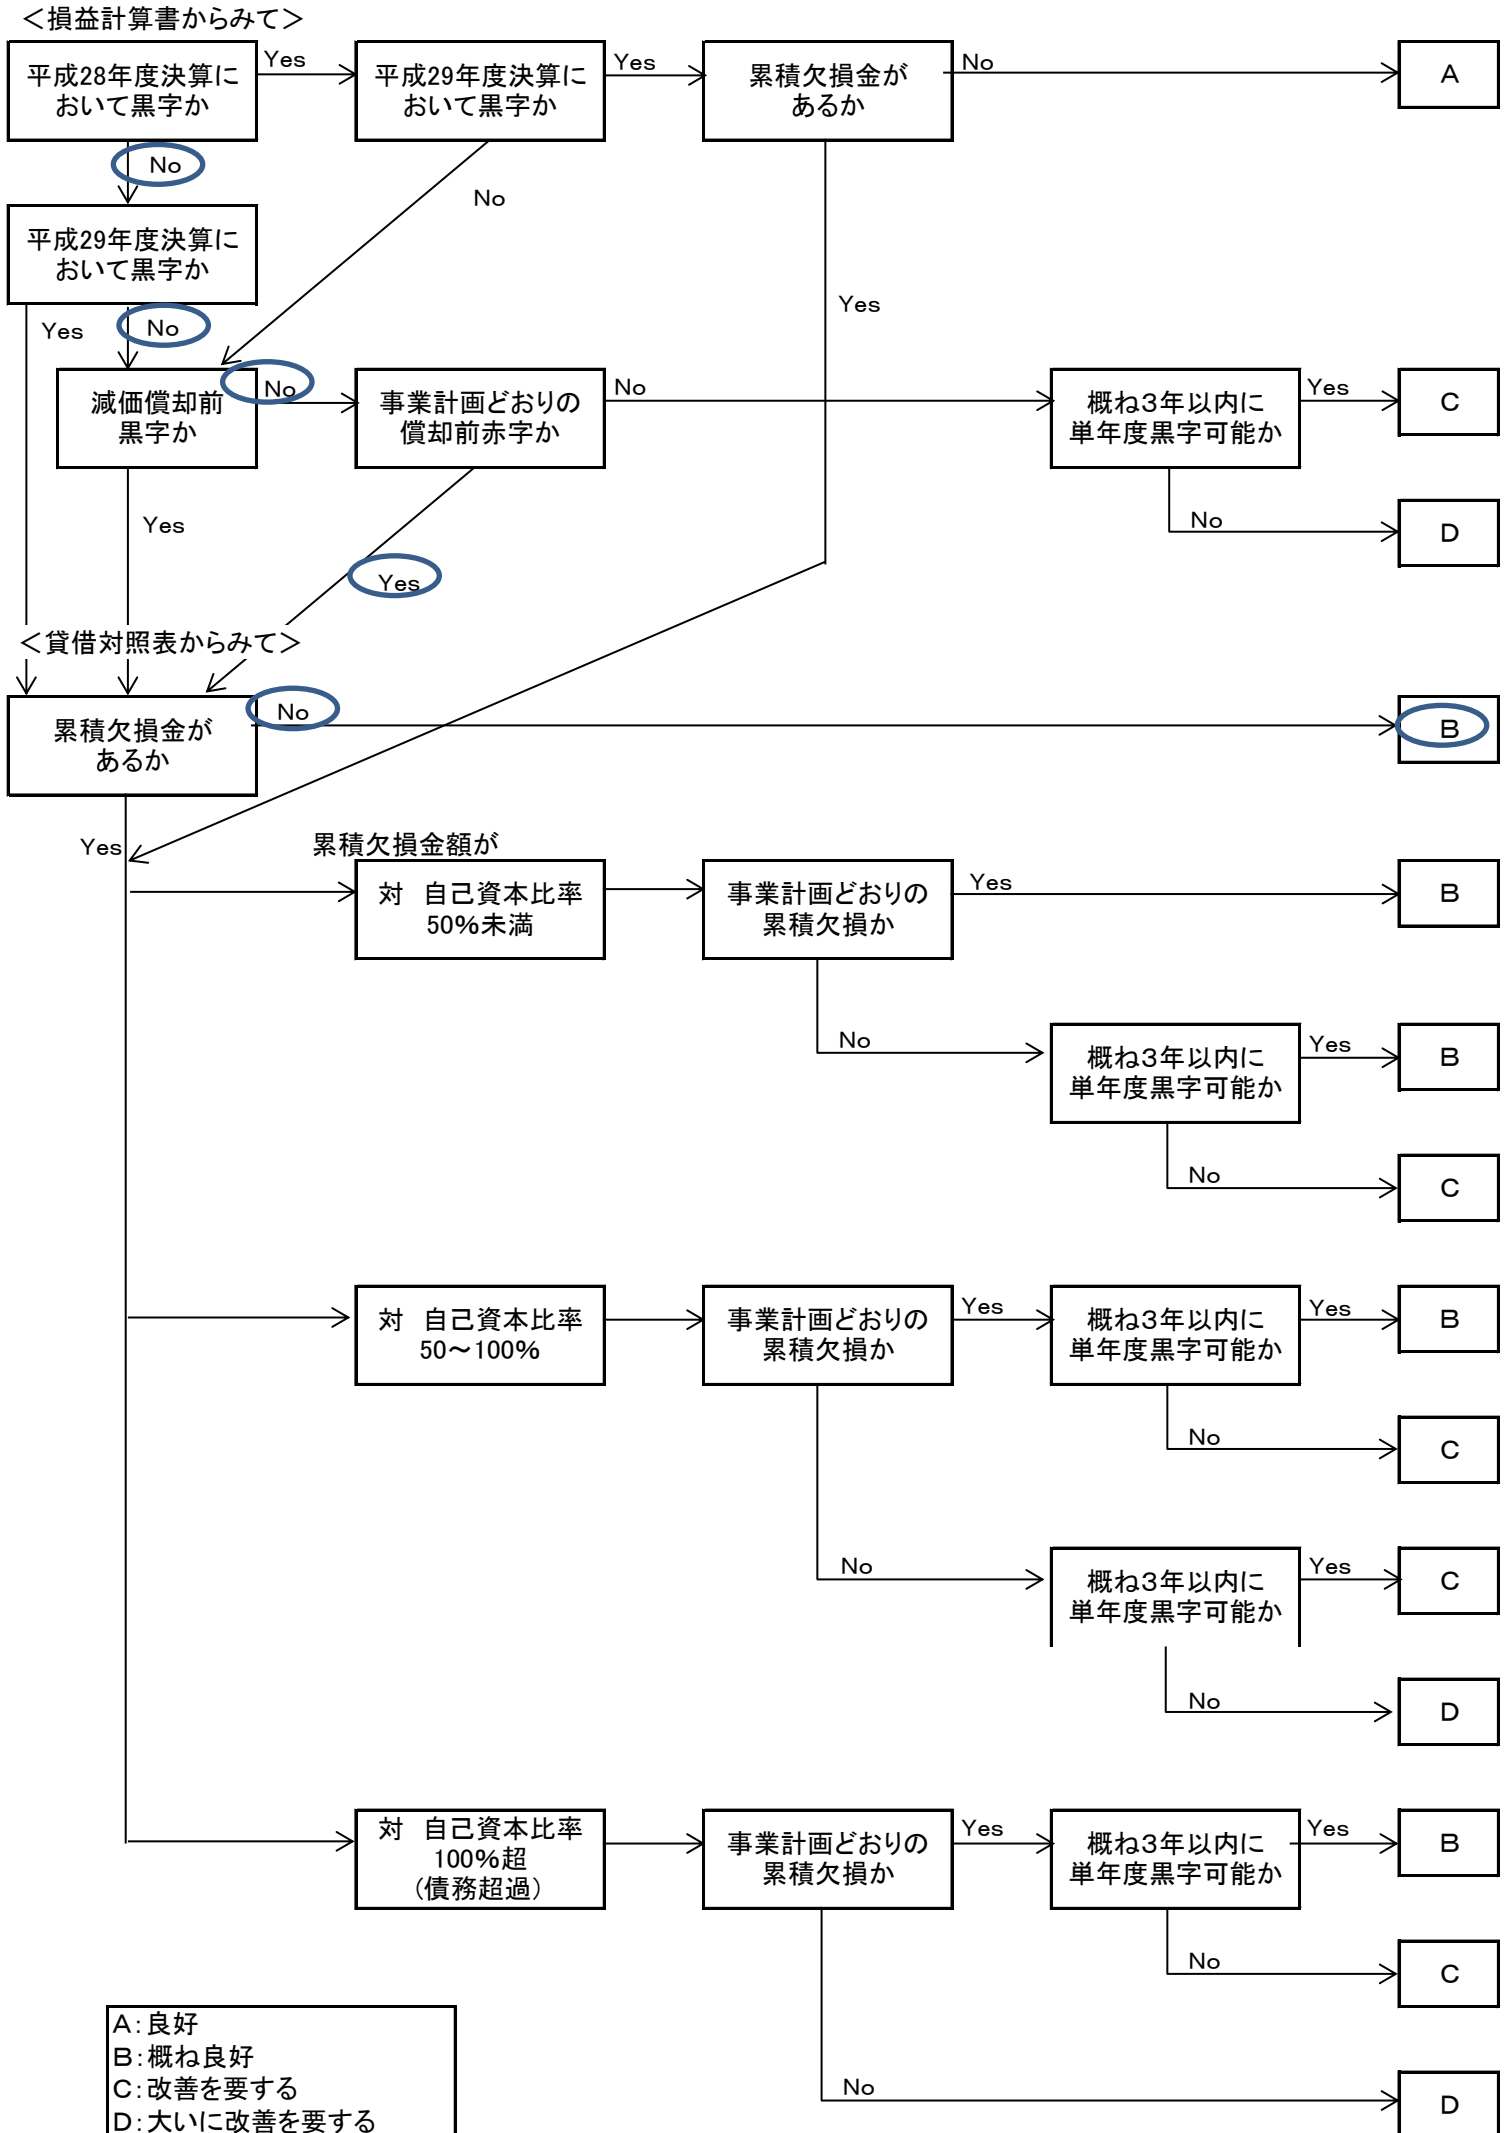 ＜損益計算書からみて＞
平成28年度決算に
おいて黒字か
Yes
平成29年度決算に
おいて黒字か
Yes
累積欠損金が
あるか
No
A
No
No
平成29年度決算に
おいて黒字か
Yes
Yes
No
減価償却前
黒字か
No
事業計画どおりの
償却前赤字か
No
概ね3年以内に
単年度黒字可能か
Yes
C
Yes
No
D
Yes
＜貸借対照表からみて＞
累積欠損金が
あるか
No
B
Yes
累積欠損金額が
対　自己資本比率
50％未満
事業計画どおりの
累積欠損か
Yes
B
No
概ね3年以内に
単年度黒字可能か
Yes
B
No
C
対　自己資本比率
50～100％
事業計画どおりの
累積欠損か
Yes
概ね3年以内に
単年度黒字可能か
Yes
B
No
C
No
概ね3年以内に
単年度黒字可能か
Yes
C
No
D
対　自己資本比率
100％超
（債務超過）
事業計画どおりの
累積欠損か
Yes
概ね3年以内に
単年度黒字可能か
Yes
B
No
C
No
D
A：良好
B：概ね良好
C：改善を要する
D：大いに改善を要する